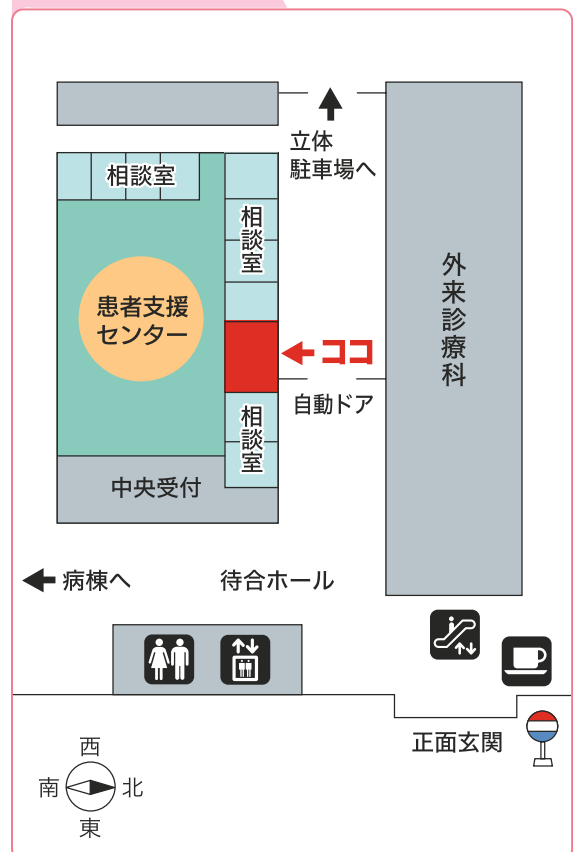 立体
駐車場へ
相談室
相談室
患者支援
センター
ココ
外来診療科
自動ドア
相談室
中央受付
病棟へ
待合ホール
正面玄関
西
南
北
東